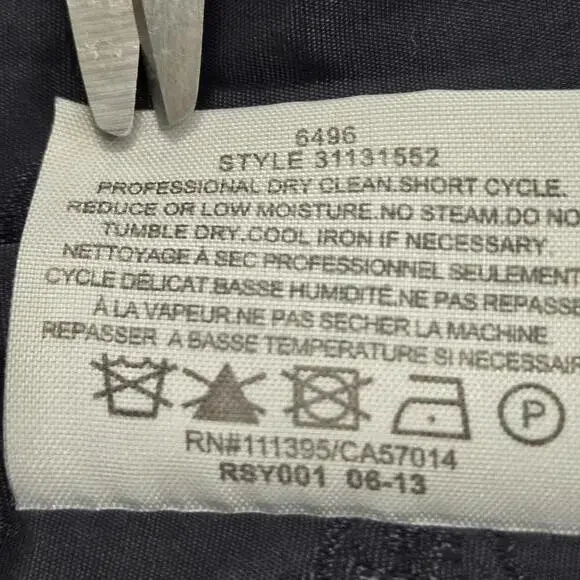 6496
STYLE 31131552
PROFESSIONAL DRY CLEAN.SHORT CYCLE.
REDUCE OR LOW MOISTURE.NO STEAM.DO NO
TUMBLE DRY.COOL IRON IF NECESSARY.
NETTOYAGE À SEC PROFESSIONNEL SEULEMENT
CYCLE DÉLICAT BASSE HUMIDITÉ.NE PAS REPASSE
À LA VAPEUR.NE PAS SECHER LA MACHINE.
REPASSER A BASSE TEMPERATURE SI NECESSAIR
P
RN#111395/CA57014
RSY001 06-13